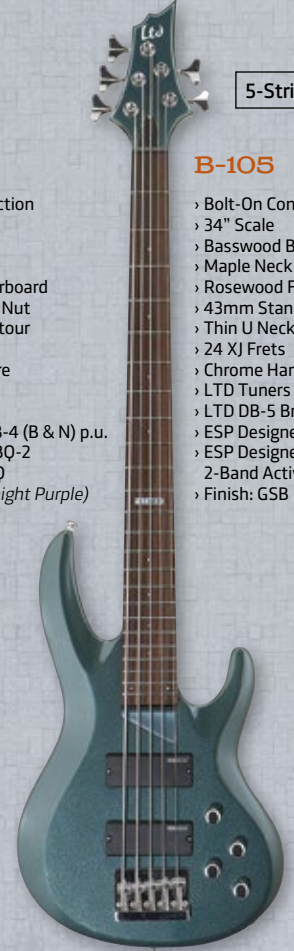 Ltd
5-Stri
B-105
› Bolt-On Con
› 34” Scale
› Basswood B
› Maple Neck
› Rosewood F
› 43mm Stan
› Thin U Neck
› 24 XJ Frets
› Chrome Har
› LTD Tuners
› LTD DB-5 Br
› ESP Designe
› ESP Designe
2-Band Activ
› Finish: GSB
ction
rboard
Nut
tour
re
B-4 (B & N) p.u.
BQ-2
Q
ight Purple)